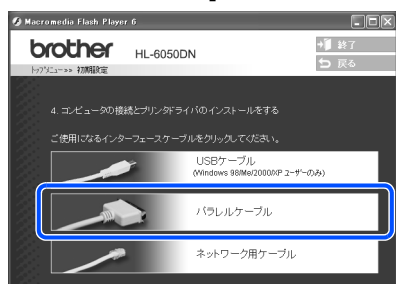 Macromedia Flash Player 6
brother
HL-6050DN
終了
戻る
トップメニュー>> 初期設定
4. コンピュータの接続とプリンタドライバのインストールをする
ご使用になるインターフェースケーブルをクリックしてください。
USBケーブル
(Windows 98/Me/2000/XP ユーザーのみ)
パラレルケーブル
ネットワーク用ケーブル